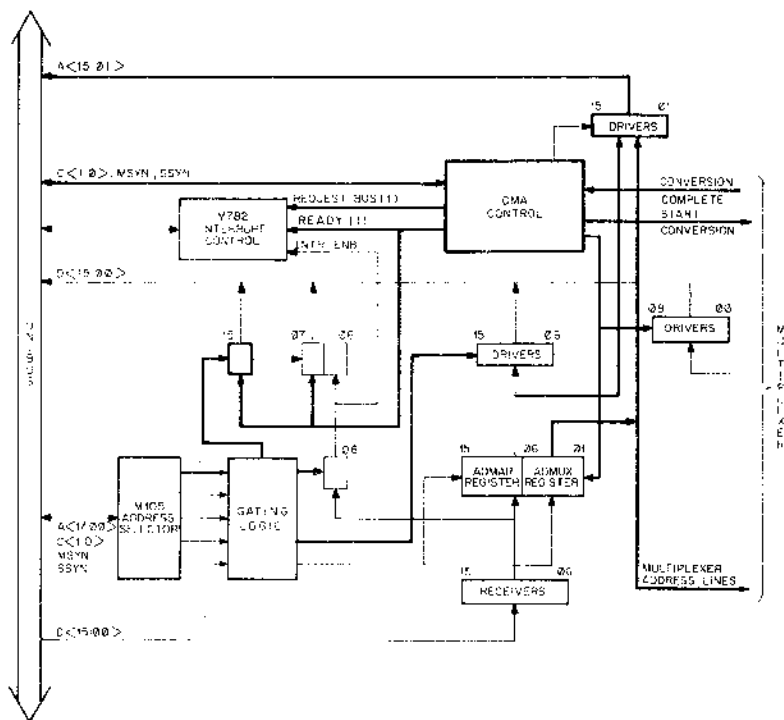 A<15:01>
15 01
DRIVERS
C<1:0>, MSYN, SSYN
REQUEST BUS(1)
READY (1)
INTR ENB
M782
INTERRUPT
CONTROL
DMA
CONTROL
CONVERSION
COMPLETE
START
CONVERSION
D<15:00>
15
07 06
15 06
DRIVERS
09 00
DRIVERS
06
15 06 01
ADMAR
REGISTER
ADMUX
REGISTER
M105
ADDRESS
SELECTOR
GATING
LOGIC
A<17:00>
C<1:0>
MSYN
SSYN
15 06
RECEIVERS
MULTIPLEXER
ADDRESS LINES
D<15:00>